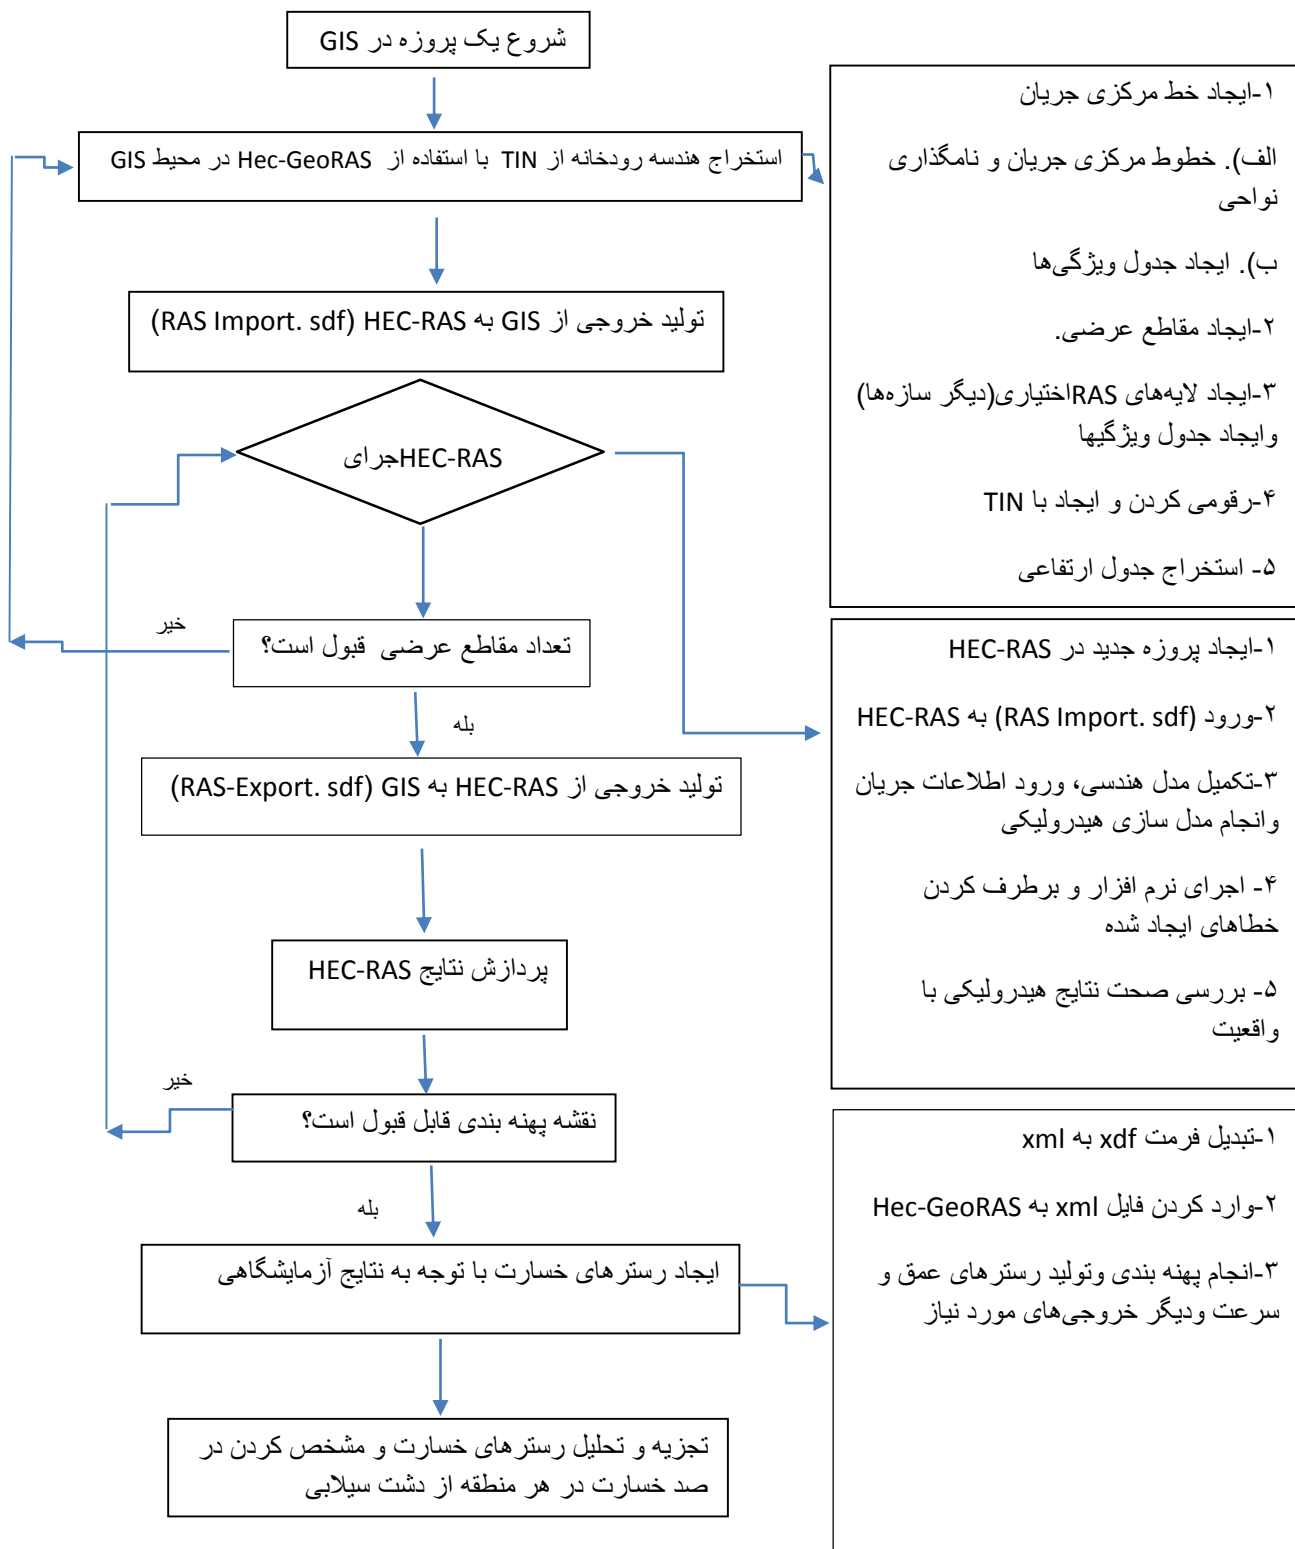 شروع یک پروزه در GIS
استخراج هندسه رودخانه از TIN با استفاده از Hec-GeoRAS در محیط GIS
تولید خروجی از GIS به HEC-RAS (RAS Import. sdf)
HEC-RASجرای
تعداد مقاطع عرضی قبول است؟
خیر
بله
تولید خروجی از HEC-RAS به GIS (RAS-Export. sdf)
پردازش نتایج HEC-RAS
نقشه پهنه بندی قابل قبول است؟
خیر
بله
ایجاد رسترهای خسارت با توجه به نتایج آزمایشگاهی
تجزیه و تحلیل رسترهای خسارت و مشخص کردن در
صد خسارت در هر منطقه از دشت سیلابی
۱-ایجاد خط مرکزی جریان
الف). خطوط مرکزی جریان و نامگذاری
نواحی
ب). ایجاد جدول ویژگی‌ها
۲-ایجاد مقاطع عرضی.
۳-ایجاد لایه‌های RASاختیاری(دیگر سازه‌ها)
وایجاد جدول ویژگیها
۴-رقومی کردن و ایجاد با TIN
۵- استخراج جدول ارتفاعی
۱-ایجاد پروزه جدید در HEC-RAS
۲-ورود (RAS Import. sdf) به HEC-RAS
۳-تکمیل مدل هندسی، ورود اطلاعات جریان
وانجام مدل سازی هیدرولیکی
۴- اجرای نرم افزار و برطرف کردن
خطاهای ایجاد شده
۵- بررسی صحت نتایج هیدرولیکی با
واقعیت
۱-تبدیل فرمت xdf به xml
۲-وارد کردن فایل xml به Hec-GeoRAS
۳-انجام پهنه بندی وتولید رسترهای عمق و
سرعت ودیگر خروجی‌های مورد نیاز